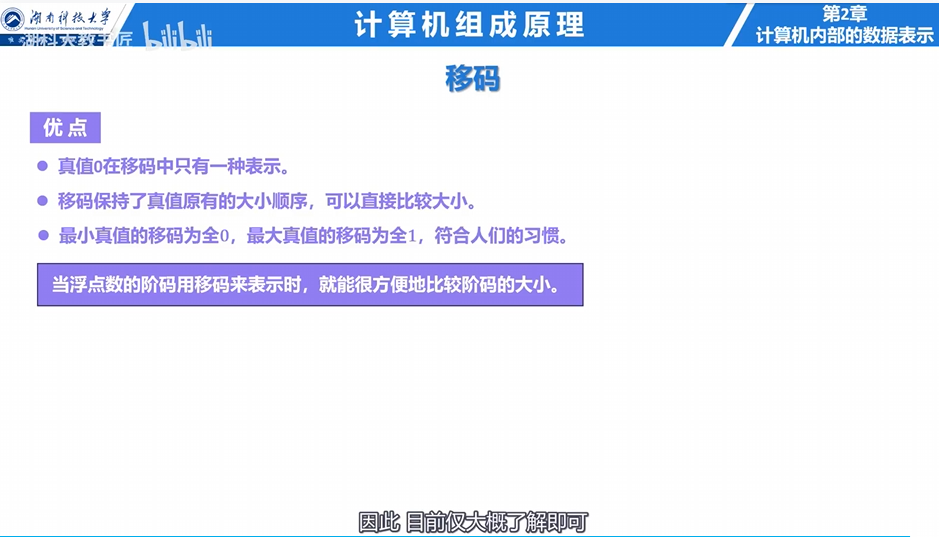 湖南科技大学
Hunan University of Science and Technology
湖科大教书匠
bilibili
计算机组成原理
第2章
计算机内部的数据表示
移码
优点
真值0在移码中只有一种表示。
移码保持了真值原有的大小顺序，可以直接比较大小。
最小真值的移码为全0，最大真值的移码为全1，符合人们的习惯。
当浮点数的阶码用移码来表示时，就能很方便地比较阶码的大小。
因此 目前仅大概了解即可